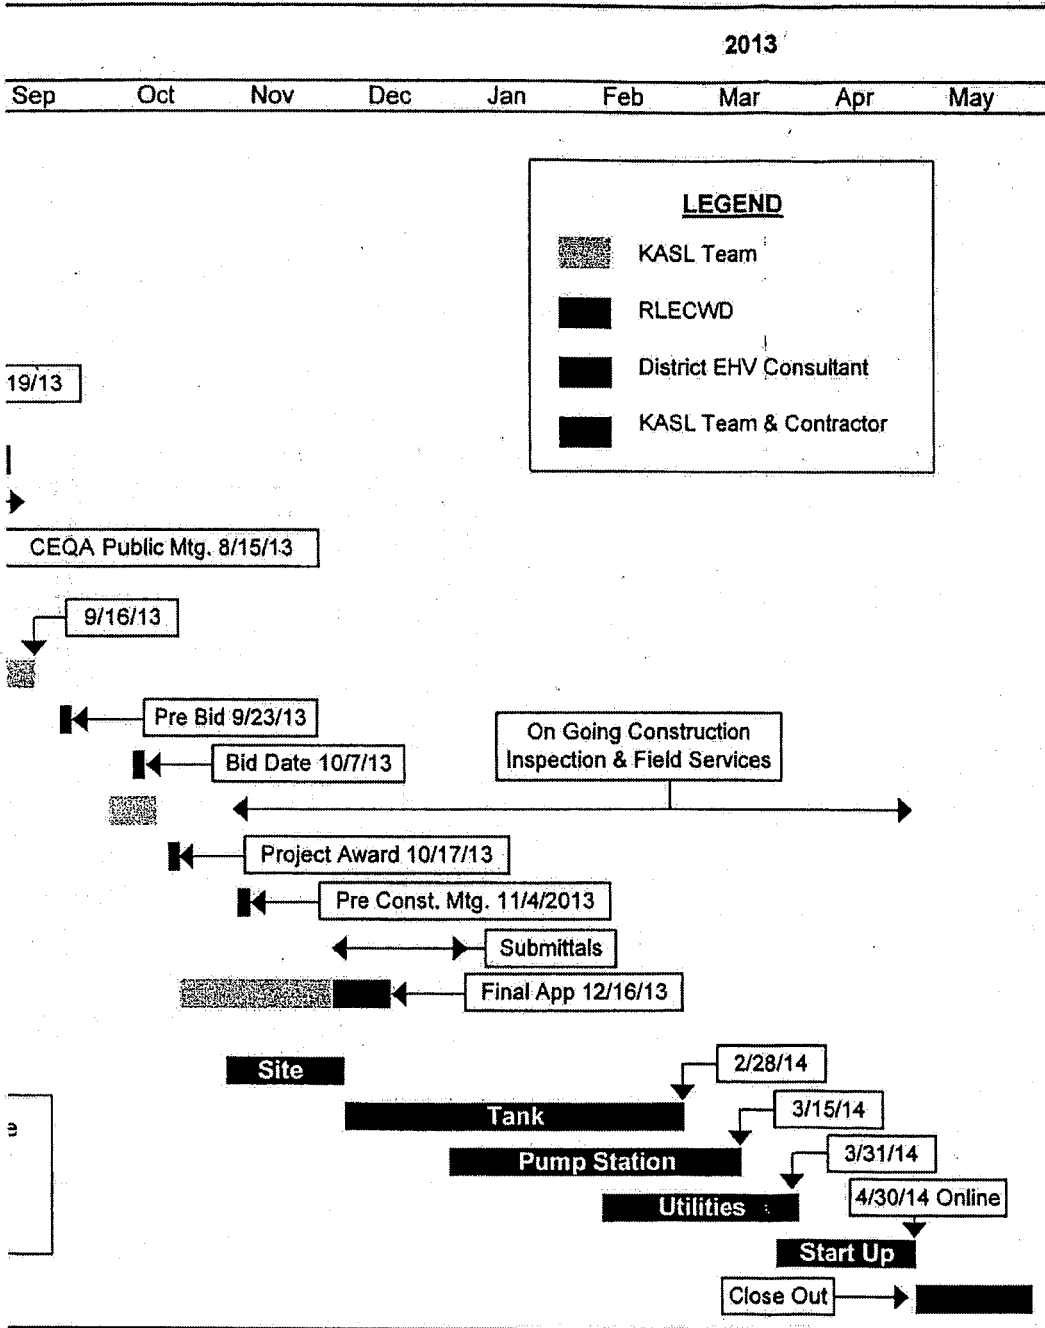 2013
Sep Oct Nov Dec Jan Feb Mar Apr May
LEGEND
KASL Team
RLECWD
District EHV Consultant
KASL Team & Contractor
19/13
CEQA Public Mtg. 8/15/13
9/16/13
Pre Bid 9/23/13
On Going Construction
Inspection & Field Services
Bid Date 10/7/13
Project Award 10/17/13
Pre Const. Mtg. 11/4/2013
Submittals
Final App 12/16/13
Site
2/28/14
Tank
3/15/14
Pump Station
3/31/14
Utilities
4/30/14 Online
Start Up
Close Out
e